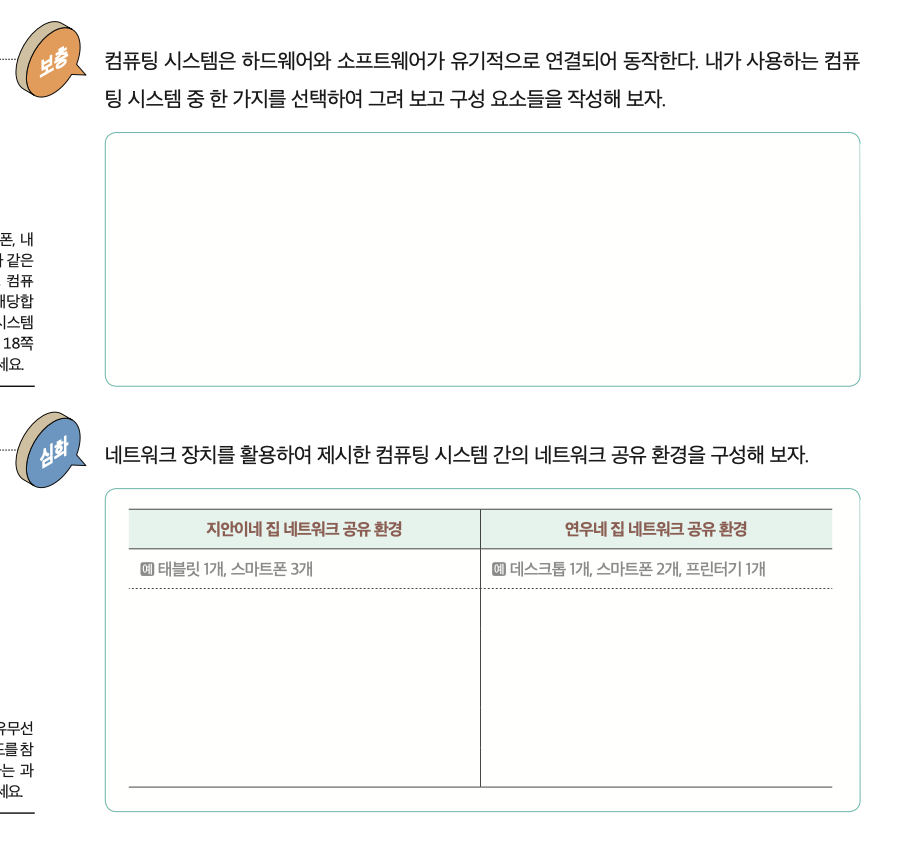 보충
컴퓨팅 시스템은 하드웨어와 소프트웨어가 유기적으로 연결되어 동작한다. 내가 사용하는 컴퓨
팅 시스템 중 한 가지를 선택하여 그려 보고 구성 요소들을 작성해 보자.
폰, 내
같은
컴퓨
해당합
시스템
18쪽
세요.
심화
네트워크 장치를 활용하여 제시한 컴퓨팅 시스템 간의 네트워크 공유 환경을 구성해 보자.
지안이네 집 네트워크 공유 환경
연우네 집 네트워크 공유 환경
예 태블릿 1개, 스마트폰 3개
예 데스크톱 1개, 스마트폰 2개, 프린터기 1개
유무선
도를 참
는 과
세요.